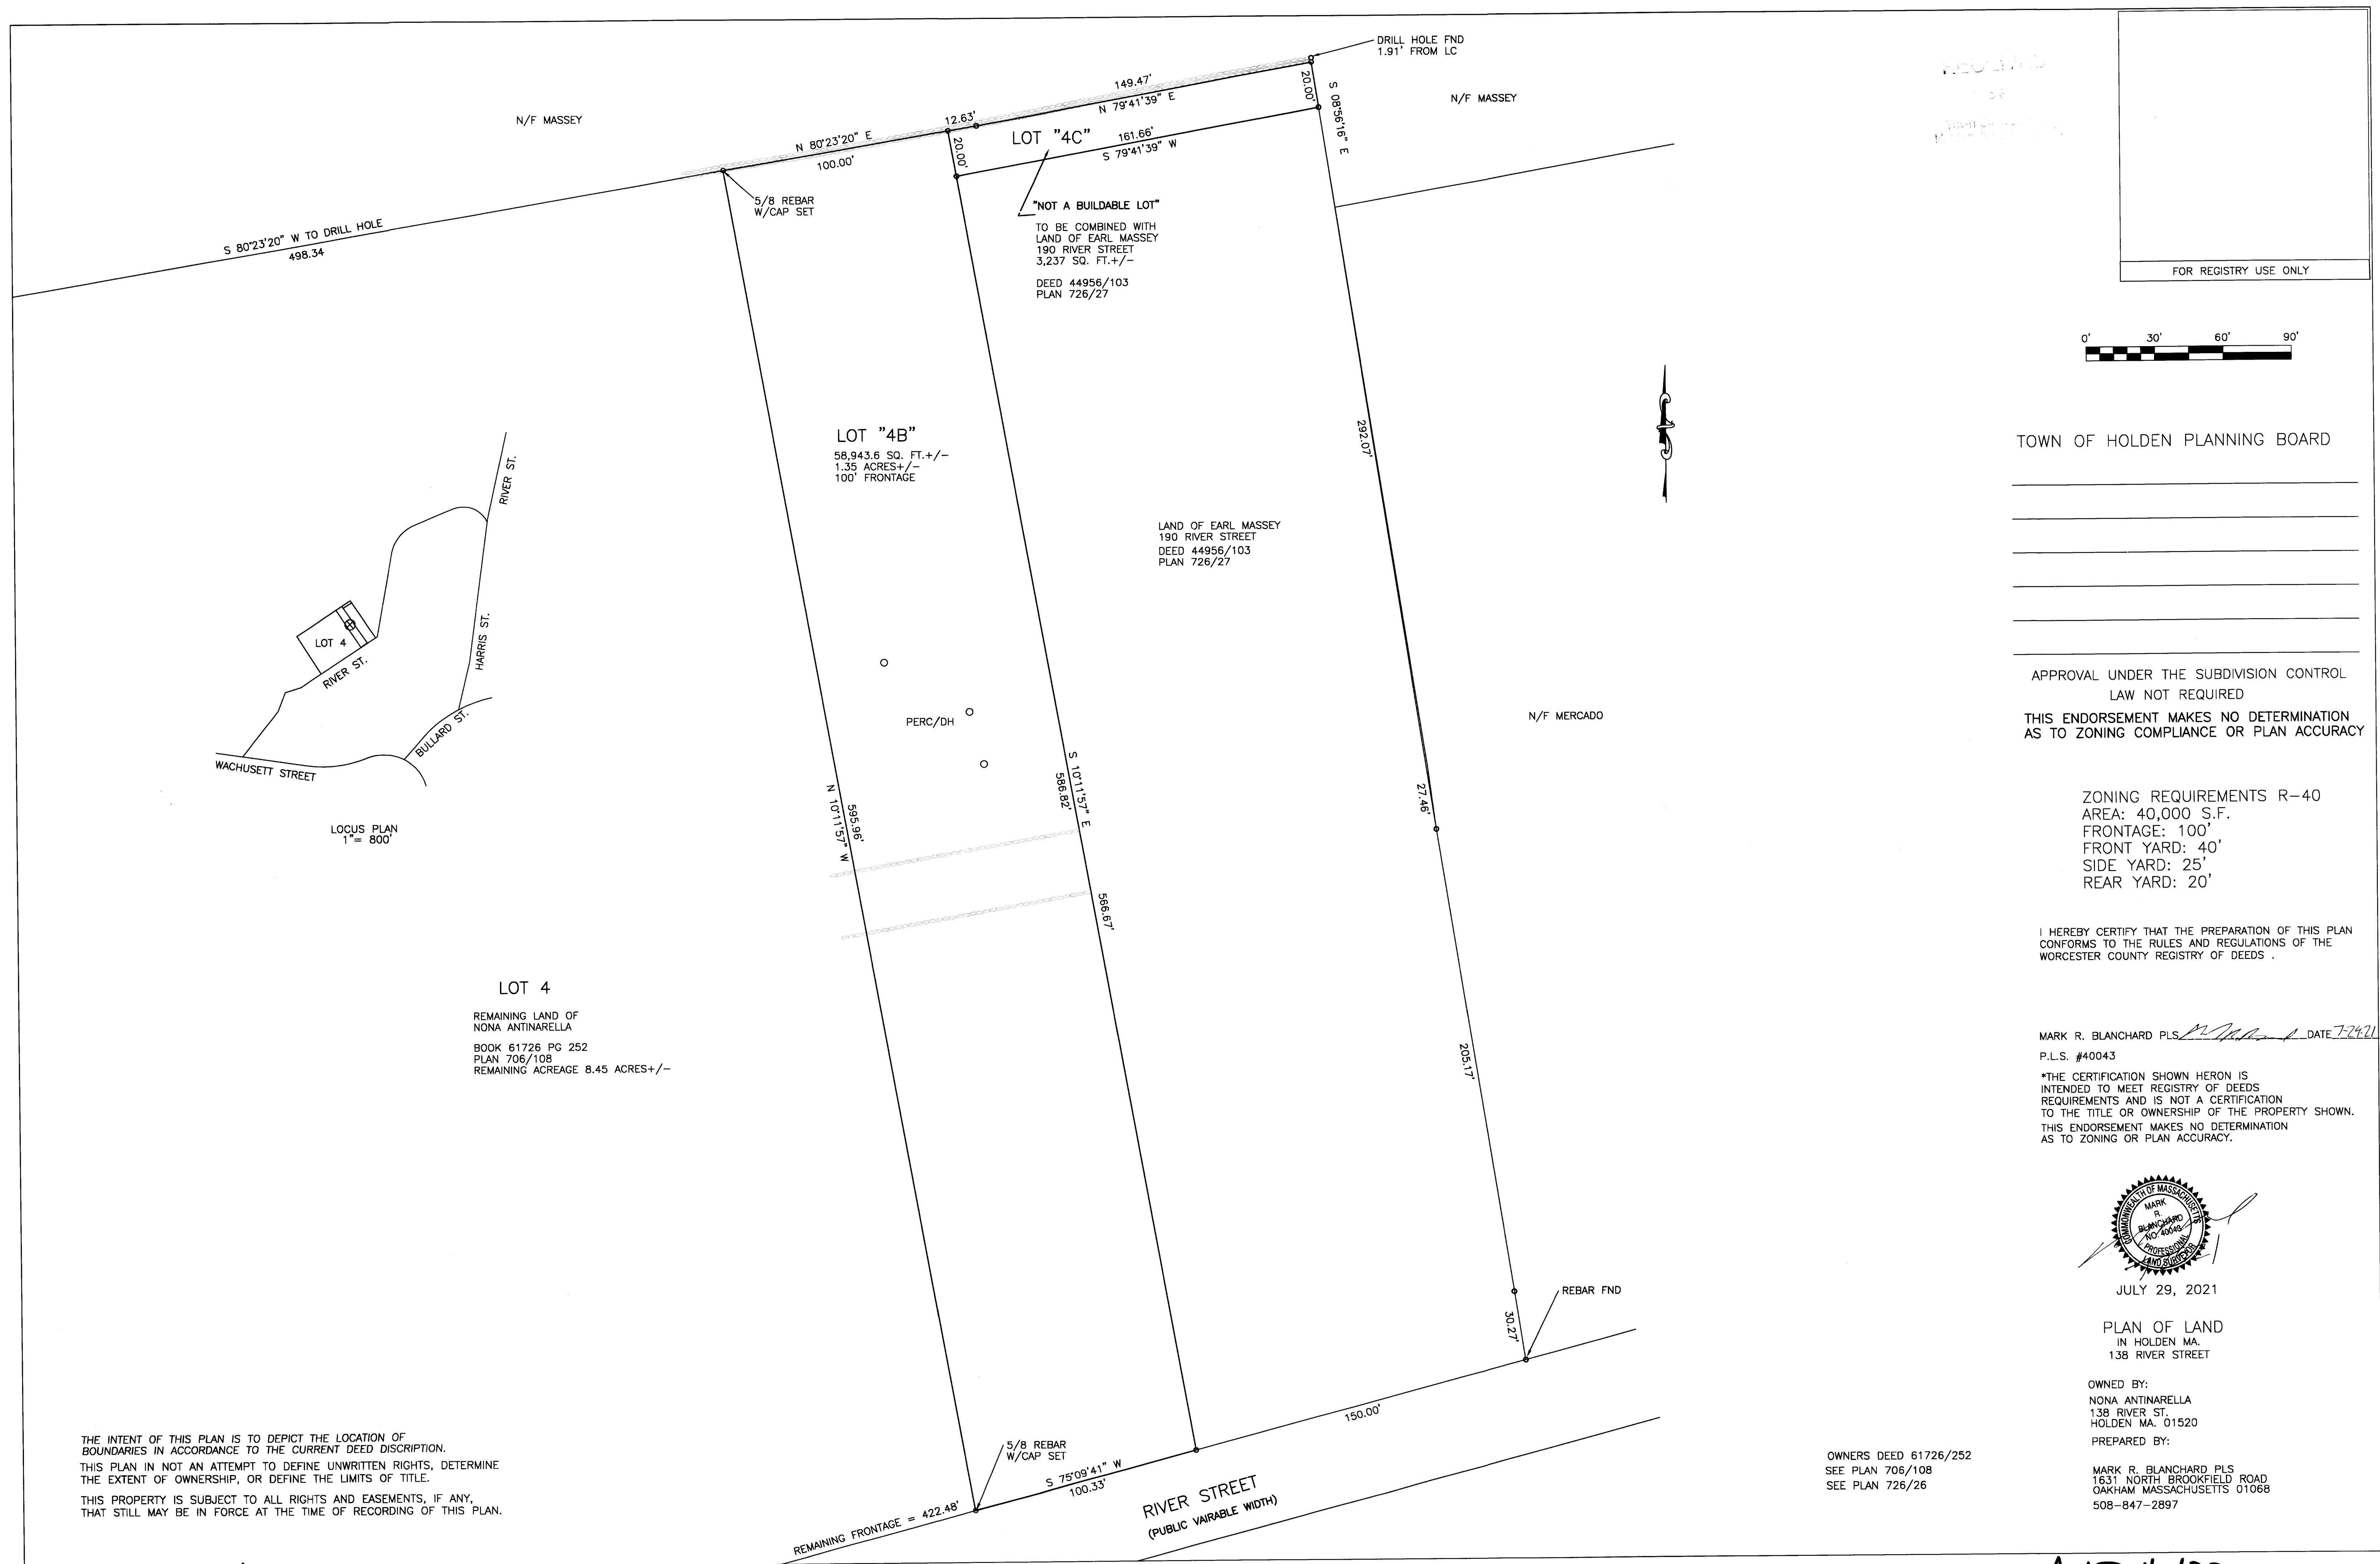 DRILL HOLE FND
1.91' FROM LC
149.47'
N 79°41'39" E
20.00'
S 08°56'16" E
N/F MASSEY
N/F MASSEY
12.63'
N 80°23'20" E
100.00'
20.00'
LOT "4C"
161.66'
S 79°41'39" W
5/8 REBAR
W/CAP SET
S 80°23'20" W TO DRILL HOLE
498.34
"NOT A BUILDABLE LOT"
TO BE COMBINED WITH
LAND OF EARL MASSEY
190 RIVER STREET
3,237 SQ. FT.+/-
DEED 44956/103
PLAN 726/27
LOT "4B"
58,943.6 SQ. FT.+/-
1.35 ACRES+/-
100' FRONTAGE
292.07'
LAND OF EARL MASSEY
190 RIVER STREET
DEED 44956/103
PLAN 726/27
RIVER ST.
HARRIS ST.
LOT 4
RIVER ST.
BULLARD ST.
WACHUSETT STREET
LOCUS PLAN
1"= 800'
PERC/DH
N/F MERCADO
595.96'
N 10°11'57" W
S 10°11'57" E
586.82'
27.46'
566.67'
LOT 4
REMAINING LAND OF
NONA ANTINARELLA
BOOK 61726 PG 252
PLAN 706/108
REMAINING ACREAGE 8.45 ACRES+/-
205.17'
REBAR FND
30.27'
150.00'
5/8 REBAR
W/CAP SET
S 75°09'41" W
100.33'
REMAINING FRONTAGE = 422.48'
RIVER STREET
(PUBLIC VAIRABLE WIDTH)
THE INTENT OF THIS PLAN IS TO DEPICT THE LOCATION OF
BOUNDARIES IN ACCORDANCE TO THE CURRENT DEED DISCRIPTION.
THIS PLAN IN NOT AN ATTEMPT TO DEFINE UNWRITTEN RIGHTS, DETERMINE
THE EXTENT OF OWNERSHIP, OR DEFINE THE LIMITS OF TITLE.
THIS PROPERTY IS SUBJECT TO ALL RIGHTS AND EASEMENTS, IF ANY,
THAT STILL MAY BE IN FORCE AT THE TIME OF RECORDING OF THIS PLAN.
OWNERS DEED 61726/252
SEE PLAN 706/108
SEE PLAN 726/26
FOR REGISTRY USE ONLY
0' 30' 60' 90'
TOWN OF HOLDEN PLANNING BOARD
APPROVAL UNDER THE SUBDIVISION CONTROL
LAW NOT REQUIRED
THIS ENDORSEMENT MAKES NO DETERMINATION
AS TO ZONING COMPLIANCE OR PLAN ACCURACY
ZONING REQUIREMENTS R-40
AREA: 40,000 S.F.
FRONTAGE: 100'
FRONT YARD: 40'
SIDE YARD: 25'
REAR YARD: 20'
I HEREBY CERTIFY THAT THE PREPARATION OF THIS PLAN
CONFORMS TO THE RULES AND REGULATIONS OF THE
WORCESTER COUNTY REGISTRY OF DEEDS .
MARK R. BLANCHARD PLS DATE 7-29-21
P.L.S. #40043
*THE CERTIFICATION SHOWN HERON IS
INTENDED TO MEET REGISTRY OF DEEDS
REQUIREMENTS AND IS NOT A CERTIFICATION
TO THE TITLE OR OWNERSHIP OF THE PROPERTY SHOWN.
THIS ENDORSEMENT MAKES NO DETERMINATION
AS TO ZONING OR PLAN ACCURACY.
COMMONWEALTH OF MASSACHUSETTS
MARK
R.
BLANCHARD
NO. 40043
PROFESSIONAL
LAND SURVEYOR
JULY 29, 2021
PLAN OF LAND
IN HOLDEN MA.
138 RIVER STREET
OWNED BY:
NONA ANTINARELLA
138 RIVER ST.
HOLDEN MA. 01520
PREPARED BY:
MARK R. BLANCHARD PLS
1631 NORTH BROOKFIELD ROAD
OAKHAM MASSACHUSETTS 01068
508-847-2897